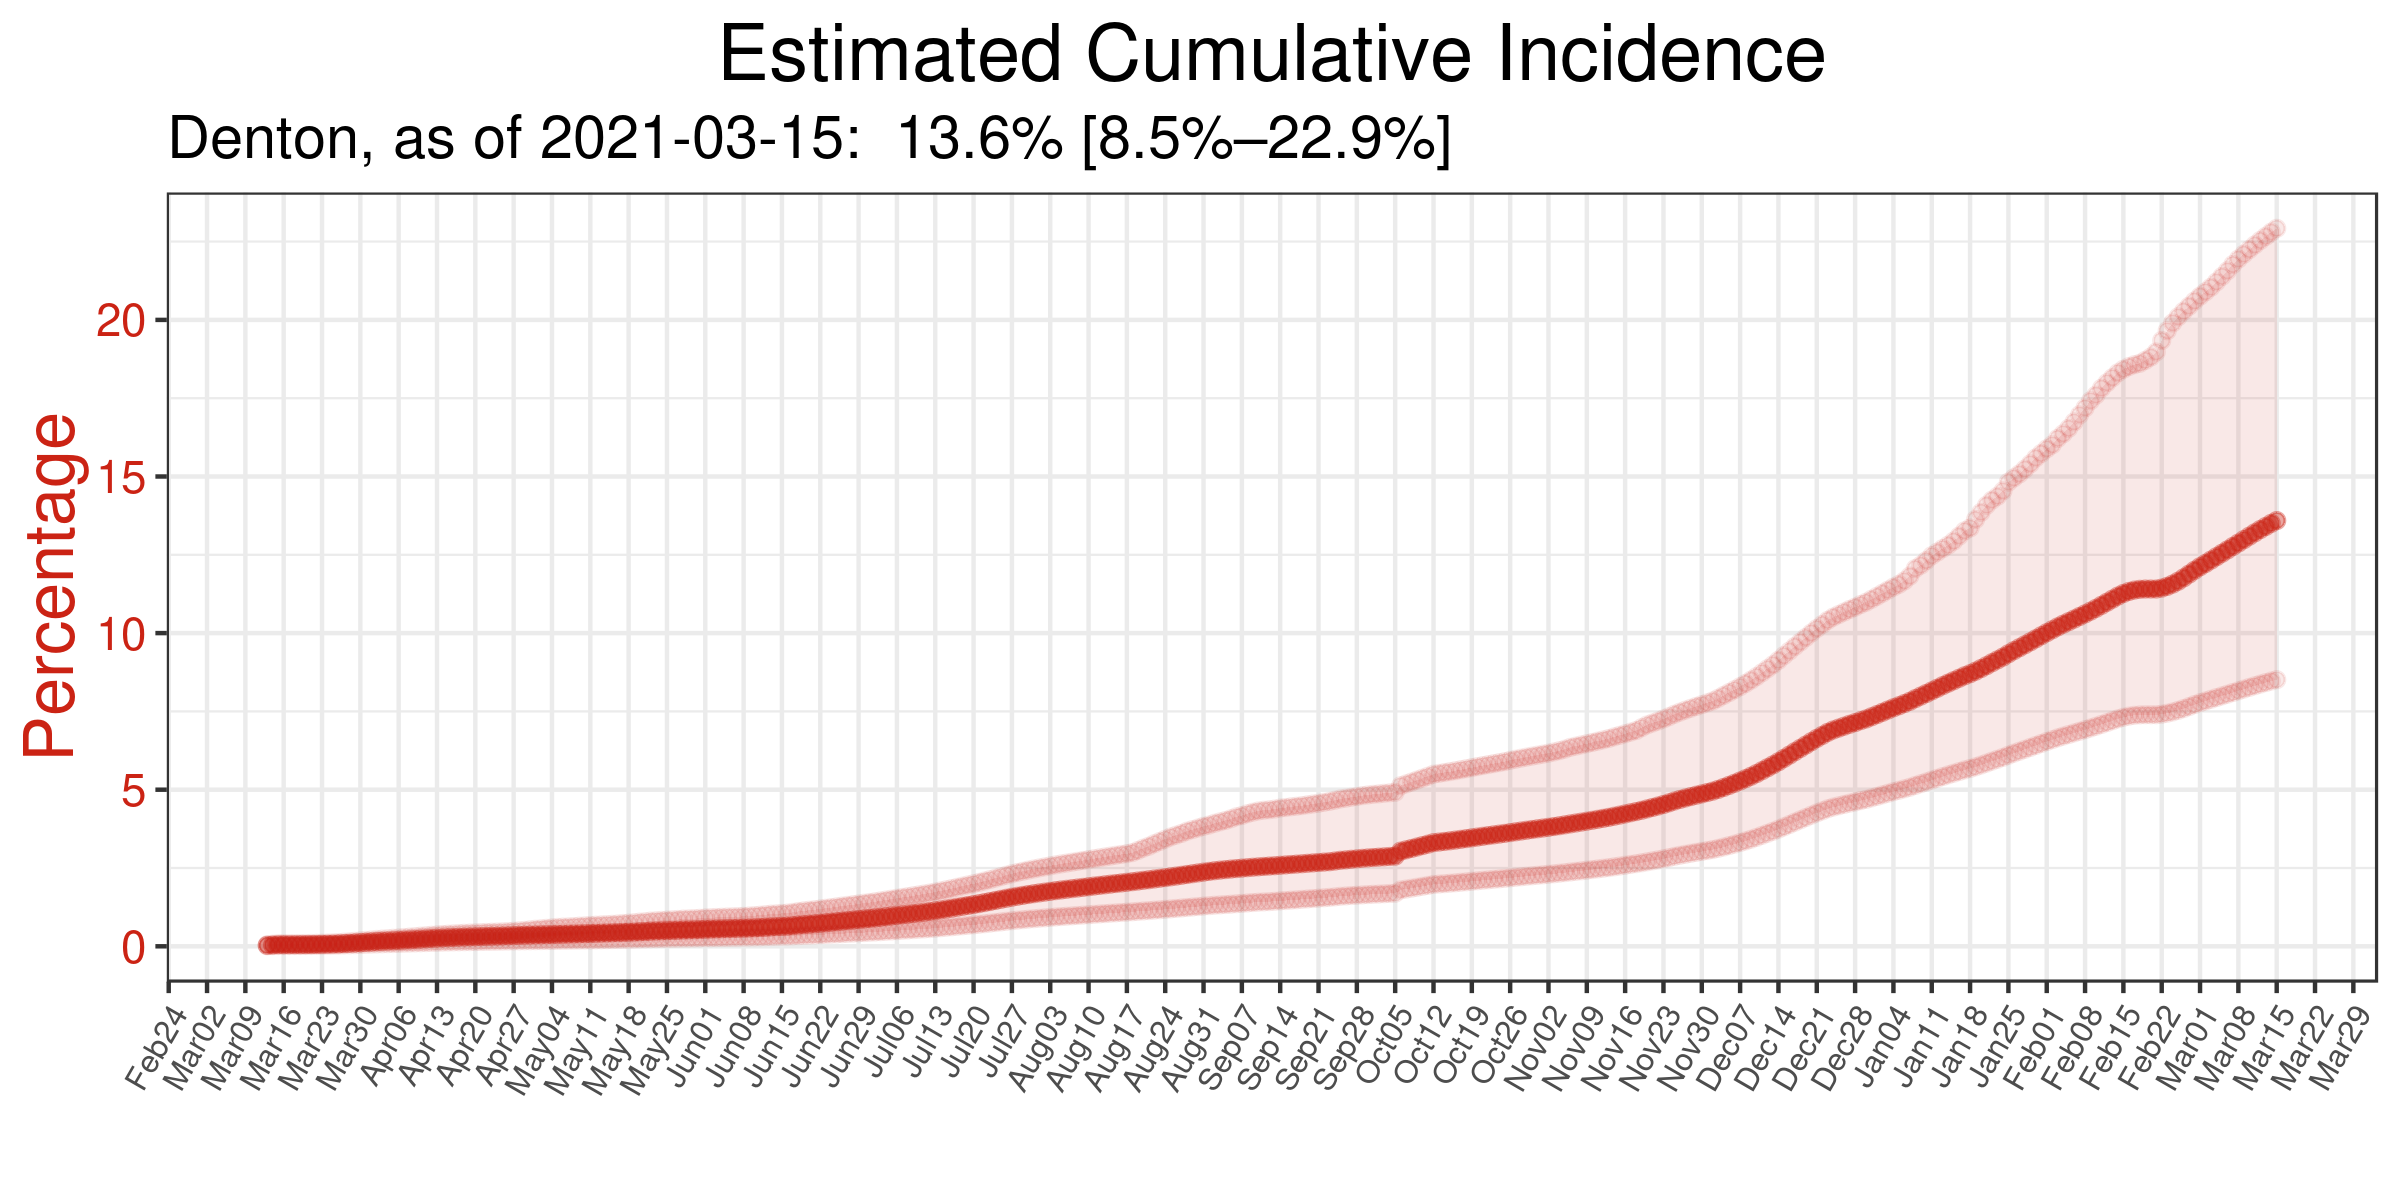 Estimated Cumulative Incidence
Denton, as of 2021-03-15:  13.6% [8.5%–22.9%]
Percentage
20
15
10
5
0
Feb24
Mar02
Mar09
Mar16
Mar23
Mar30
Apr06
Apr13
Apr20
Apr27
May04
May11
May18
May25
Jun01
Jun08
Jun15
Jun22
Jun29
Jul06
Jul13
Jul20
Jul27
Aug03
Aug10
Aug17
Aug24
Aug31
Sep07
Sep14
Sep21
Sep28
Oct05
Oct12
Oct19
Oct26
Nov02
Nov09
Nov16
Nov23
Nov30
Dec07
Dec14
Dec21
Dec28
Jan04
Jan11
Jan18
Jan25
Feb01
Feb08
Feb15
Feb22
Mar01
Mar08
Mar15
Mar22
Mar29